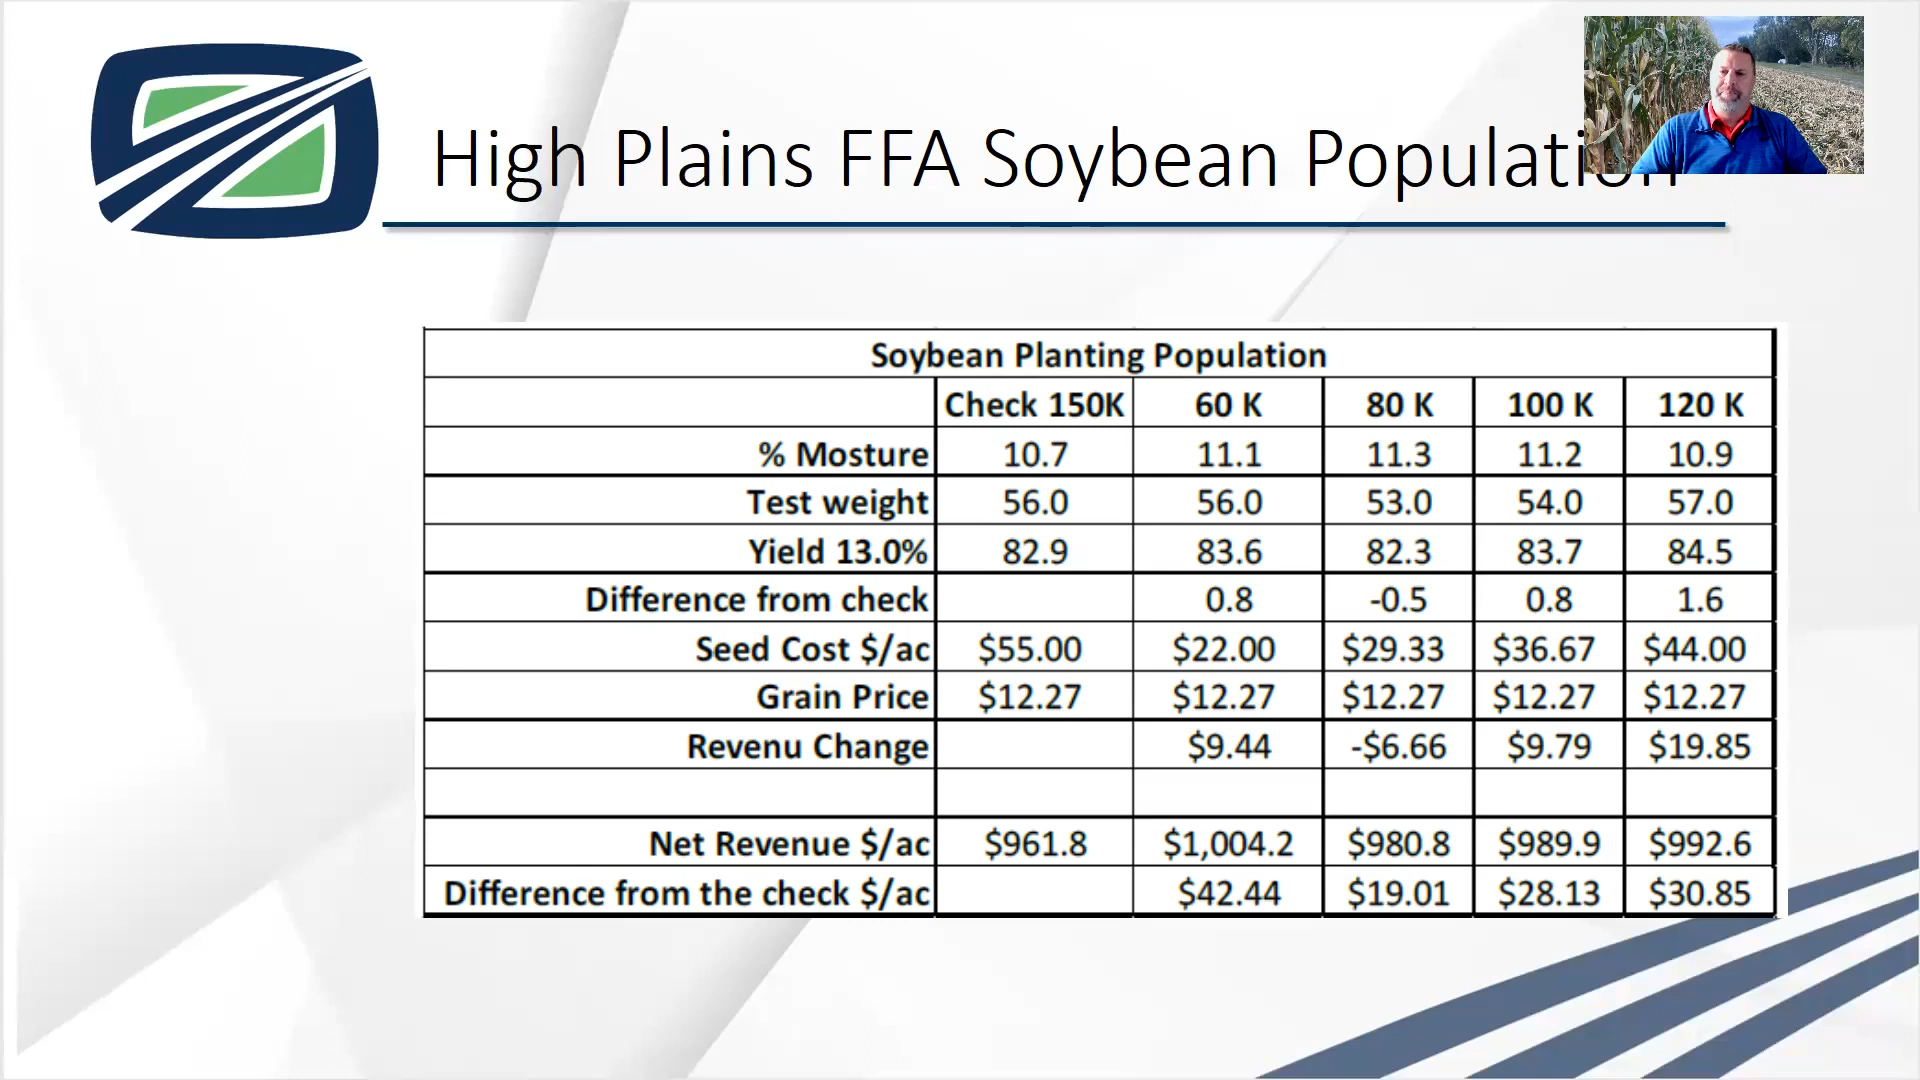 High Plains FFA Soybean Population
Soybean Planting Population
Check 150K 60 K 80 K 100 K 120 K
% Mosture 10.7 11.1 11.3 11.2 10.9
Test weight 56.0 56.0 53.0 54.0 57.0
Yield 13.0% 82.9 83.6 82.3 83.7 84.5
Difference from check 0.8 -0.5 0.8 1.6
Seed Cost $/ac $55.00 $22.00 $29.33 $36.67 $44.00
Grain Price $12.27 $12.27 $12.27 $12.27 $12.27
Revenu Change $9.44 -$6.66 $9.79 $19.85
Net Revenue $/ac $961.8 $1,004.2 $980.8 $989.9 $992.6
Difference from the check $/ac $42.44 $19.01 $28.13 $30.85